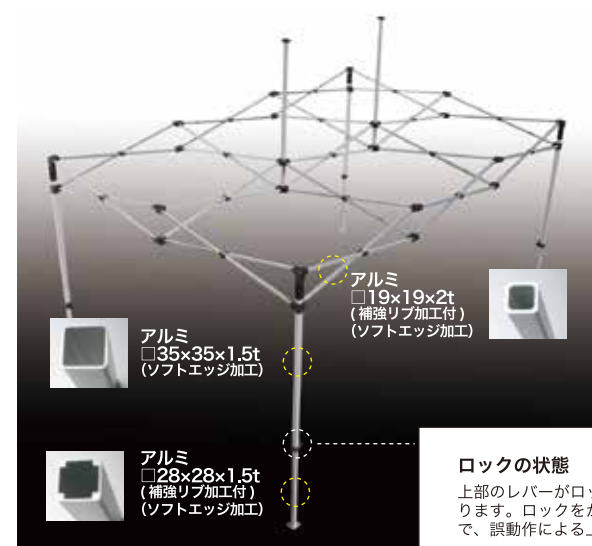 アルミ
□19×19×2t
(補強リブ加工付)
(ソフトエッジ加工)
アルミ
□35×35×1.5t
(ソフトエッジ加工)
アルミ
□28×28×1.5t
(補強リブ加工付)
(ソフトエッジ加工)
ロックの状態
上部のレバーがロッ
ります。ロックをか
で、誤動作による